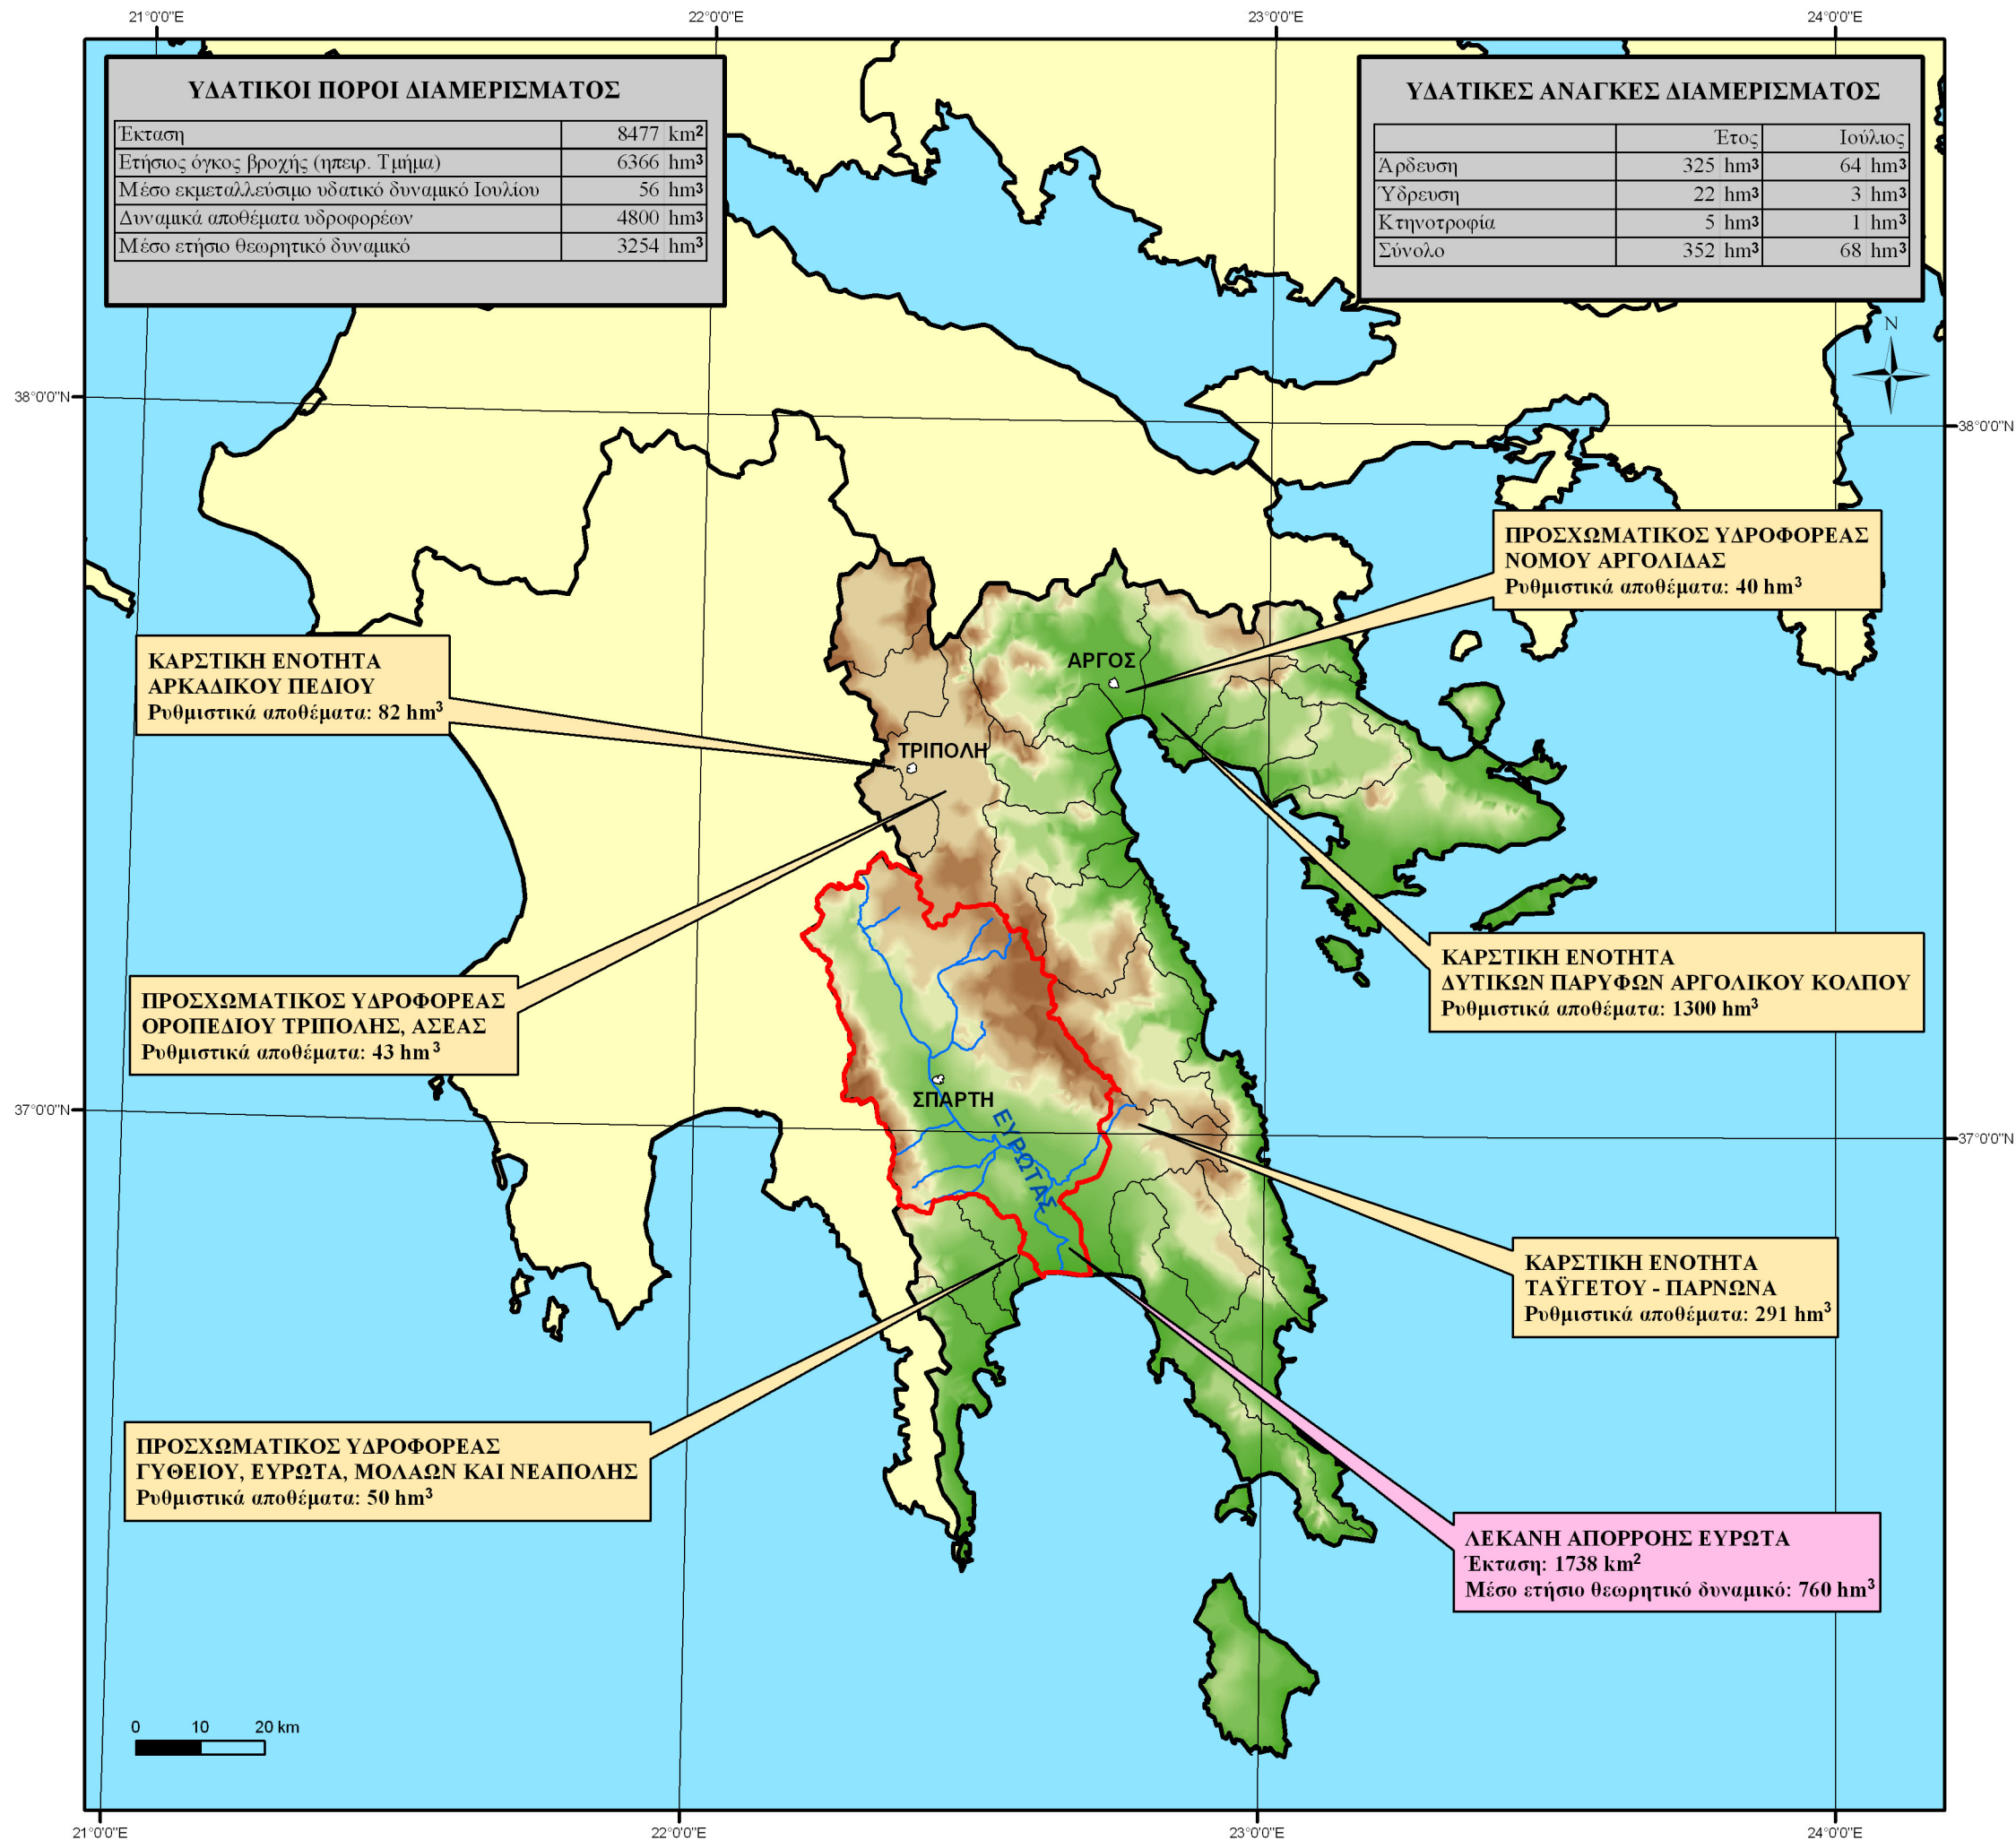 21°0'0"E 22°0'0"E 23°0'0"E 24°0'0"E
ΥΔΑΤΙΚΟΙ ΠΟΡΟΙ ΔΙΑΜΕΡΙΣΜΑΤΟΣ
Έκταση 8477 km²
Ετήσιος όγκος βροχής (ηπειρ. Τμήμα) 6366 hm³
Μέσο εκμεταλλεύσιμο υδατικό δυναμικό Ιουλίου 56 hm³
Δυναμικά αποθέματα υδροφορέων 4800 hm³
Μέσο ετήσιο θεωρητικό δυναμικό 3254 hm³
ΥΔΑΤΙΚΕΣ ΑΝΑΓΚΕΣ ΔΙΑΜΕΡΙΣΜΑΤΟΣ
Έτος Ιούλιος
Άρδευση 325 hm³ 64 hm³
Ύδρευση 22 hm³ 3 hm³
Κτηνοτροφία 5 hm³ 1 hm³
Σύνολο 352 hm³ 68 hm³
N
38°0'0"N
38°0'0"N
ΠΡΟΣΧΩΜΑΤΙΚΟΣ ΥΔΡΟΦΟΡΕΑΣ
ΝΟΜΟΥ ΑΡΓΟΛΙΔΑΣ
Ρυθμιστικά αποθέματα: 40 hm³
ΚΑΡΣΤΙΚΗ ΕΝΟΤΗΤΑ
ΑΡΚΑΔΙΚΟΥ ΠΕΔΙΟΥ
Ρυθμιστικά αποθέματα: 82 hm³
ΑΡΓΟΣ
ΤΡΙΠΟΛΗ
ΚΑΡΣΤΙΚΗ ΕΝΟΤΗΤΑ
ΔΥΤΙΚΩΝ ΠΑΡΥΦΩΝ ΑΡΓΟΛΙΚΟΥ ΚΟΛΠΟΥ
Ρυθμιστικά αποθέματα: 1300 hm³
ΠΡΟΣΧΩΜΑΤΙΚΟΣ ΥΔΡΟΦΟΡΕΑΣ
ΟΡΟΠΕΔΙΟΥ ΤΡΙΠΟΛΗΣ, ΑΣΕΑΣ
Ρυθμιστικά αποθέματα: 43 hm³
ΣΠΑΡΤΗ
37°0'0"N
37°0'0"N
ΕΥΡΩΤΑΣ
ΚΑΡΣΤΙΚΗ ΕΝΟΤΗΤΑ
ΤΑΫΓΕΤΟΥ - ΠΑΡΝΩΝΑ
Ρυθμιστικά αποθέματα: 291 hm³
ΠΡΟΣΧΩΜΑΤΙΚΟΣ ΥΔΡΟΦΟΡΕΑΣ
ΓΥΘΕΙΟΥ, ΕΥΡΩΤΑ, ΜΟΛΑΩΝ ΚΑΙ ΝΕΑΠΟΛΗΣ
Ρυθμιστικά αποθέματα: 50 hm³
ΛΕΚΑΝΗ ΑΠΟΡΡΟΗΣ ΕΥΡΩΤΑ
Έκταση: 1738 km²
Μέσο ετήσιο θεωρητικό δυναμικό: 760 hm³
0 10 20 km
21°0'0"E 22°0'0"E 23°0'0"E 24°0'0"E